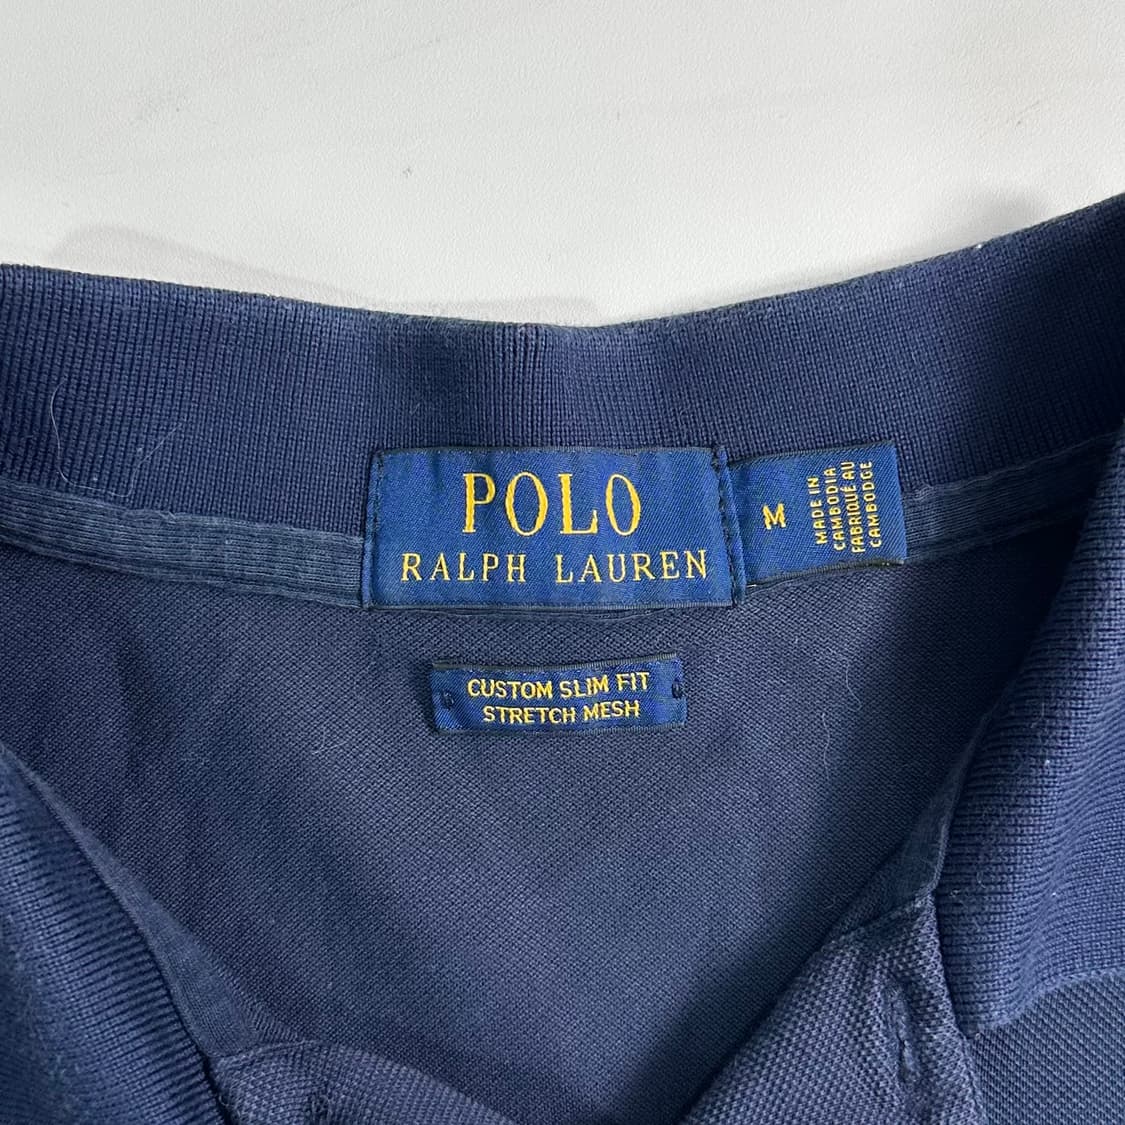 POLO
RALPH LAUREN
M
MADE IN
CAMBODIA
FABRIQUÉ AU
CAMBODGE
CUSTOM SLIM FIT
STRETCH MESH